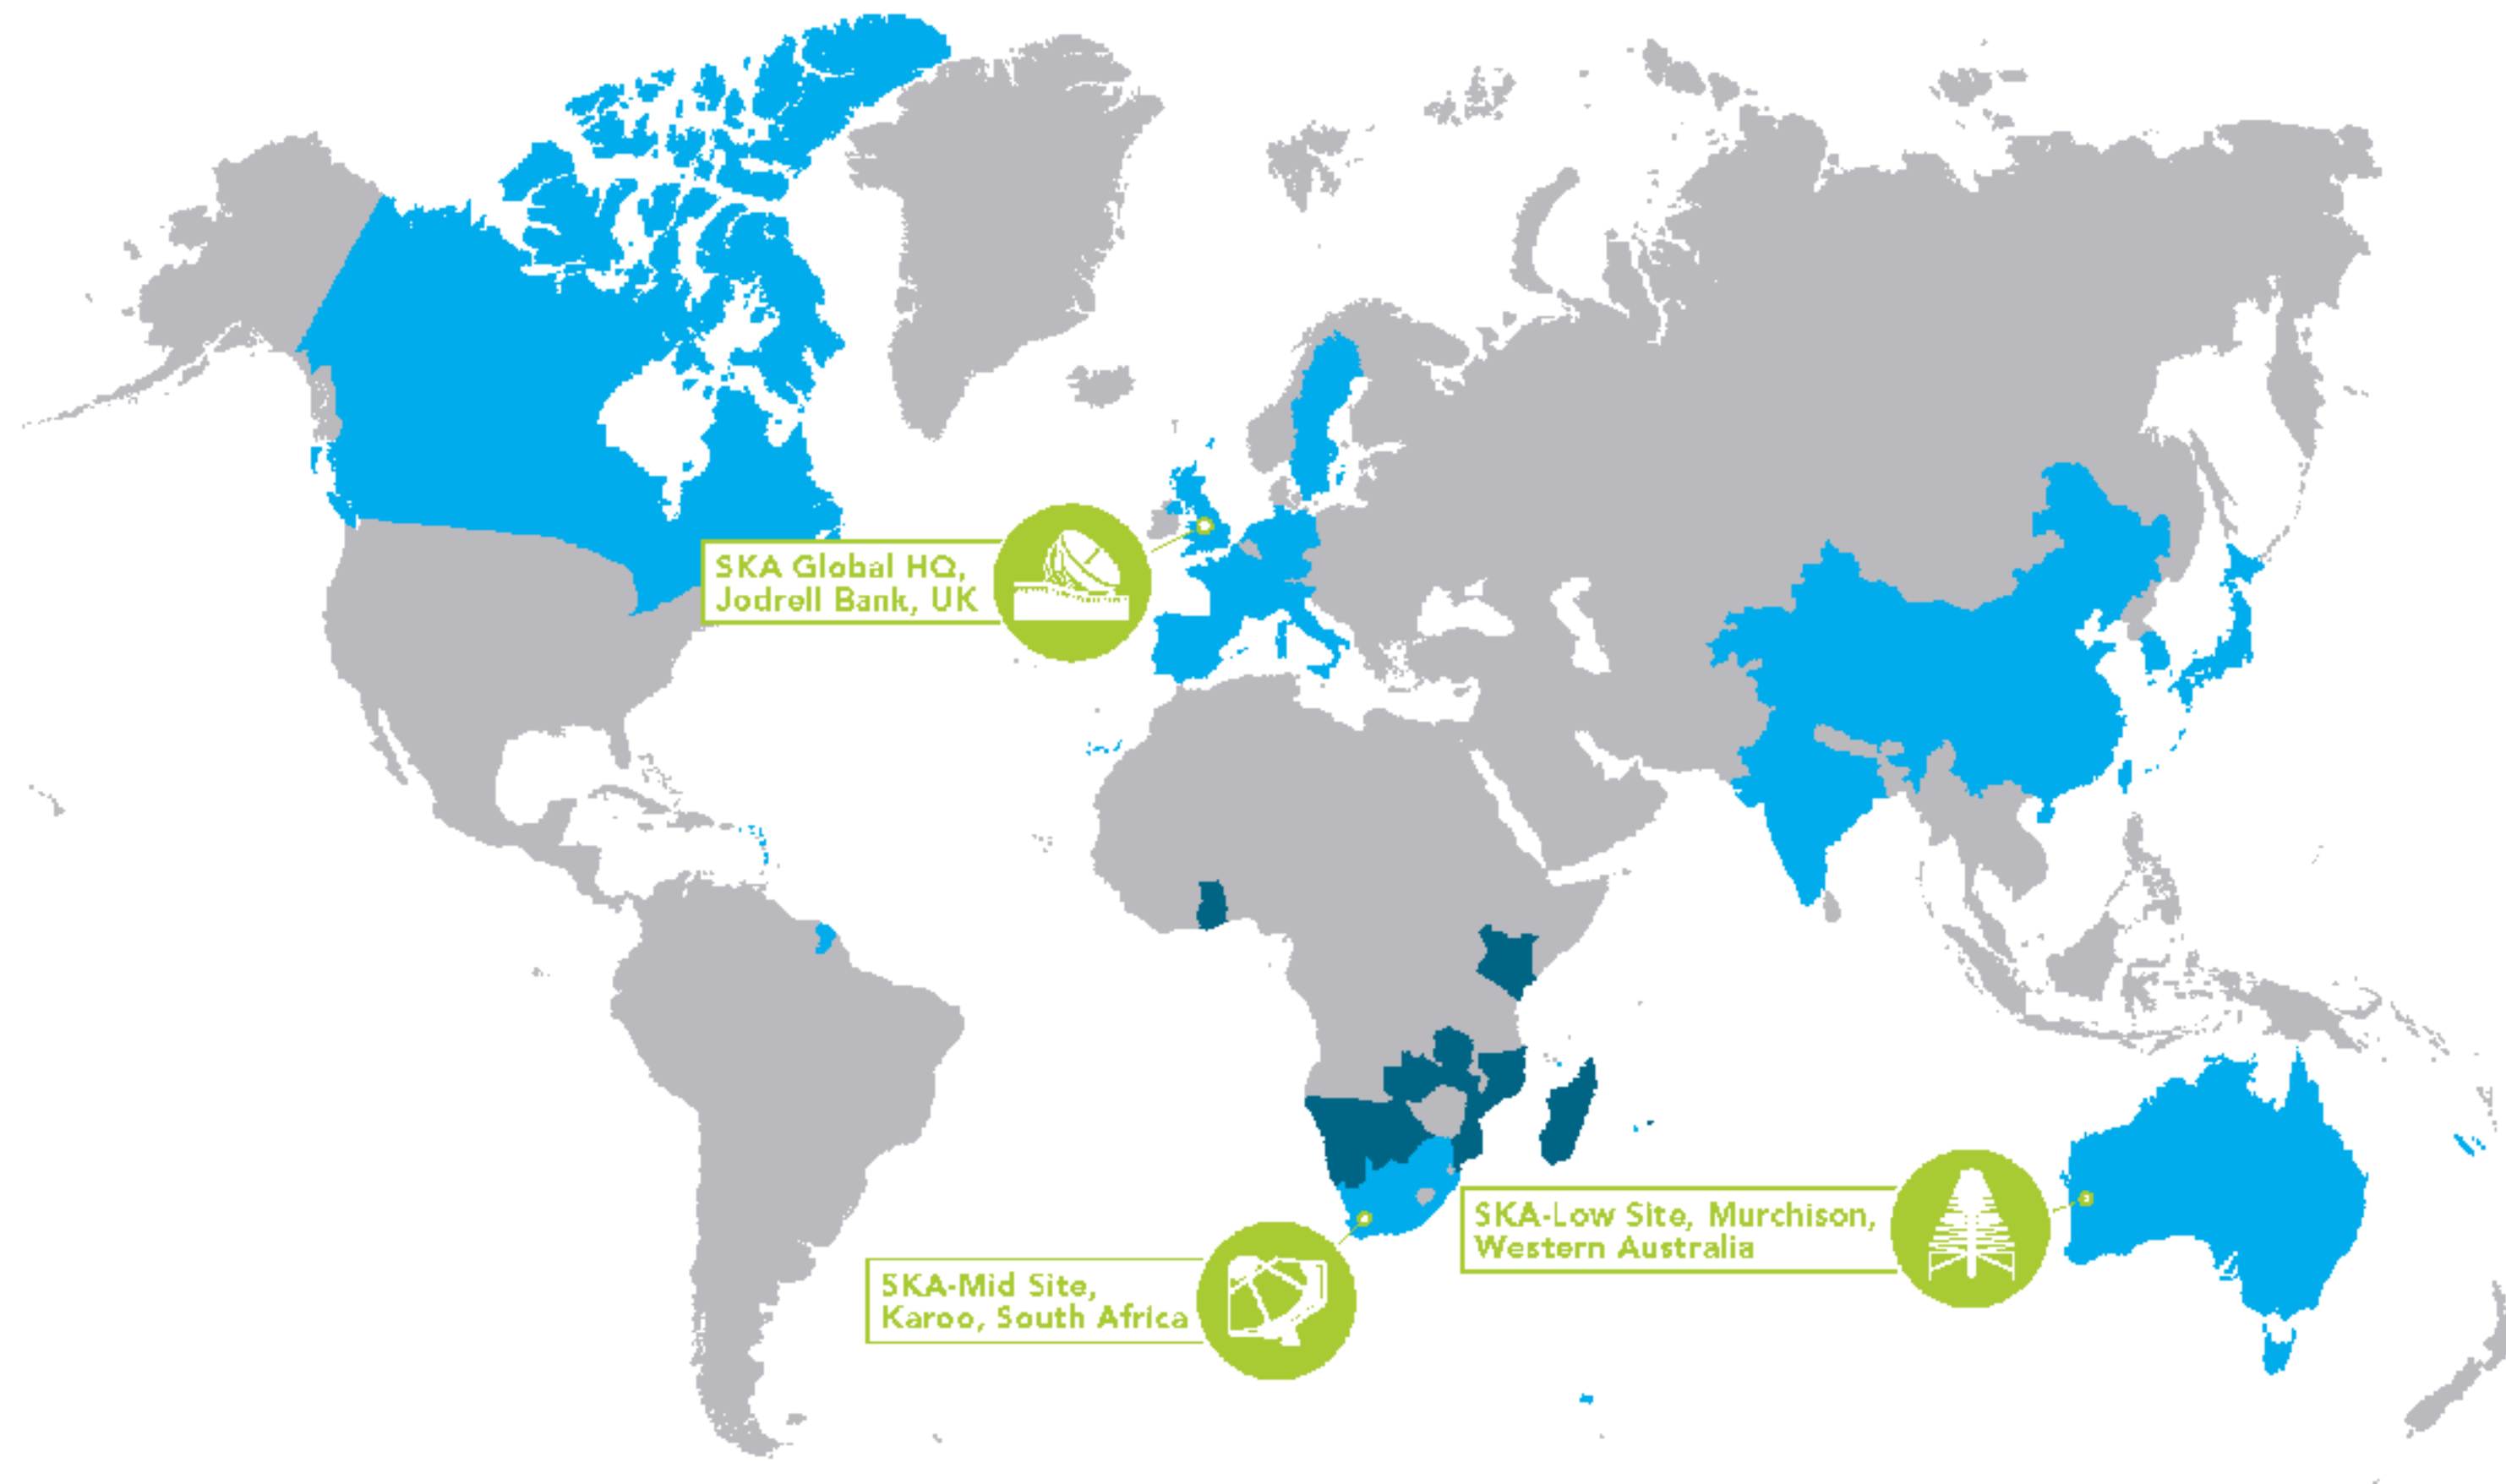 SKA Global HQ,
Jodrell Bank, UK
SKA-Mid Site,
Karoo, South Africa
SKA-Low Site, Murchison,
Western Australia